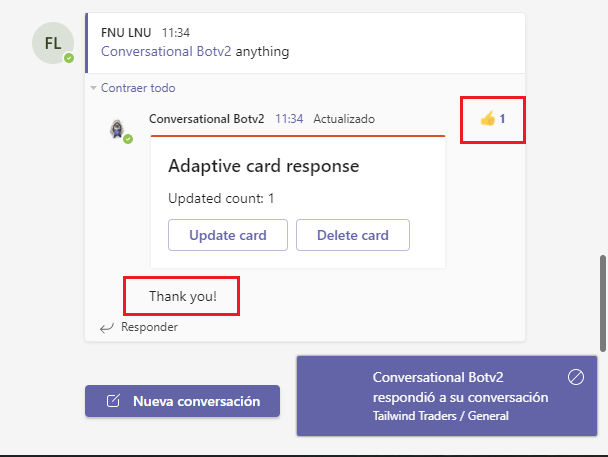 FL
FNU LNU 11:34
Conversational Botv2 anything
Contraer todo
Conversational Botv2 11:34 Actualizado
👍 1
Adaptive card response
Updated count: 1
Update card Delete card
Thank you!
Responder
Nueva conversación
Conversational Botv2
respondió a su conversación
Tailwind Traders / General